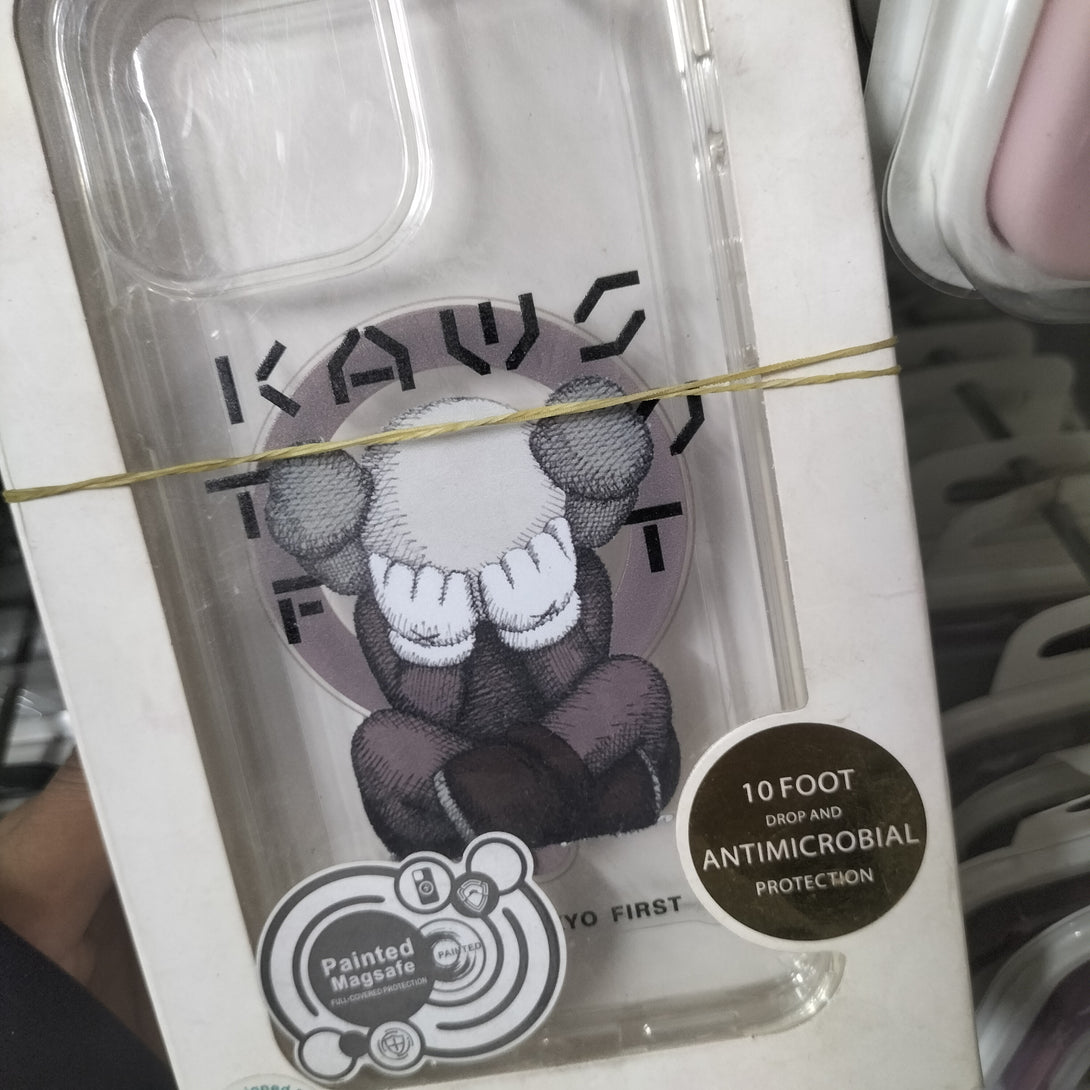 KAWS
T
T
F
YO FIRST
10 FOOT
DROP AND
ANTIMICROBIAL
PROTECTION
Painted
Magsafe
FULL-COVERED PROTECTION
PAINTED